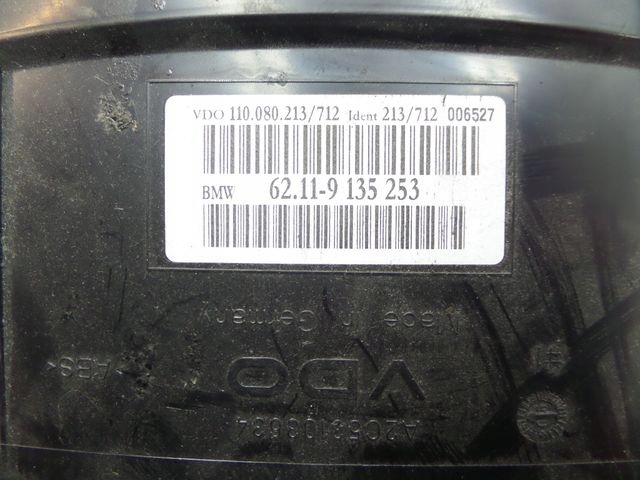 VDO 110.080.213/712 Ident 213/712 006527
BMW 62.11-9 135 253
Made in Germany
>ABS<
VDO